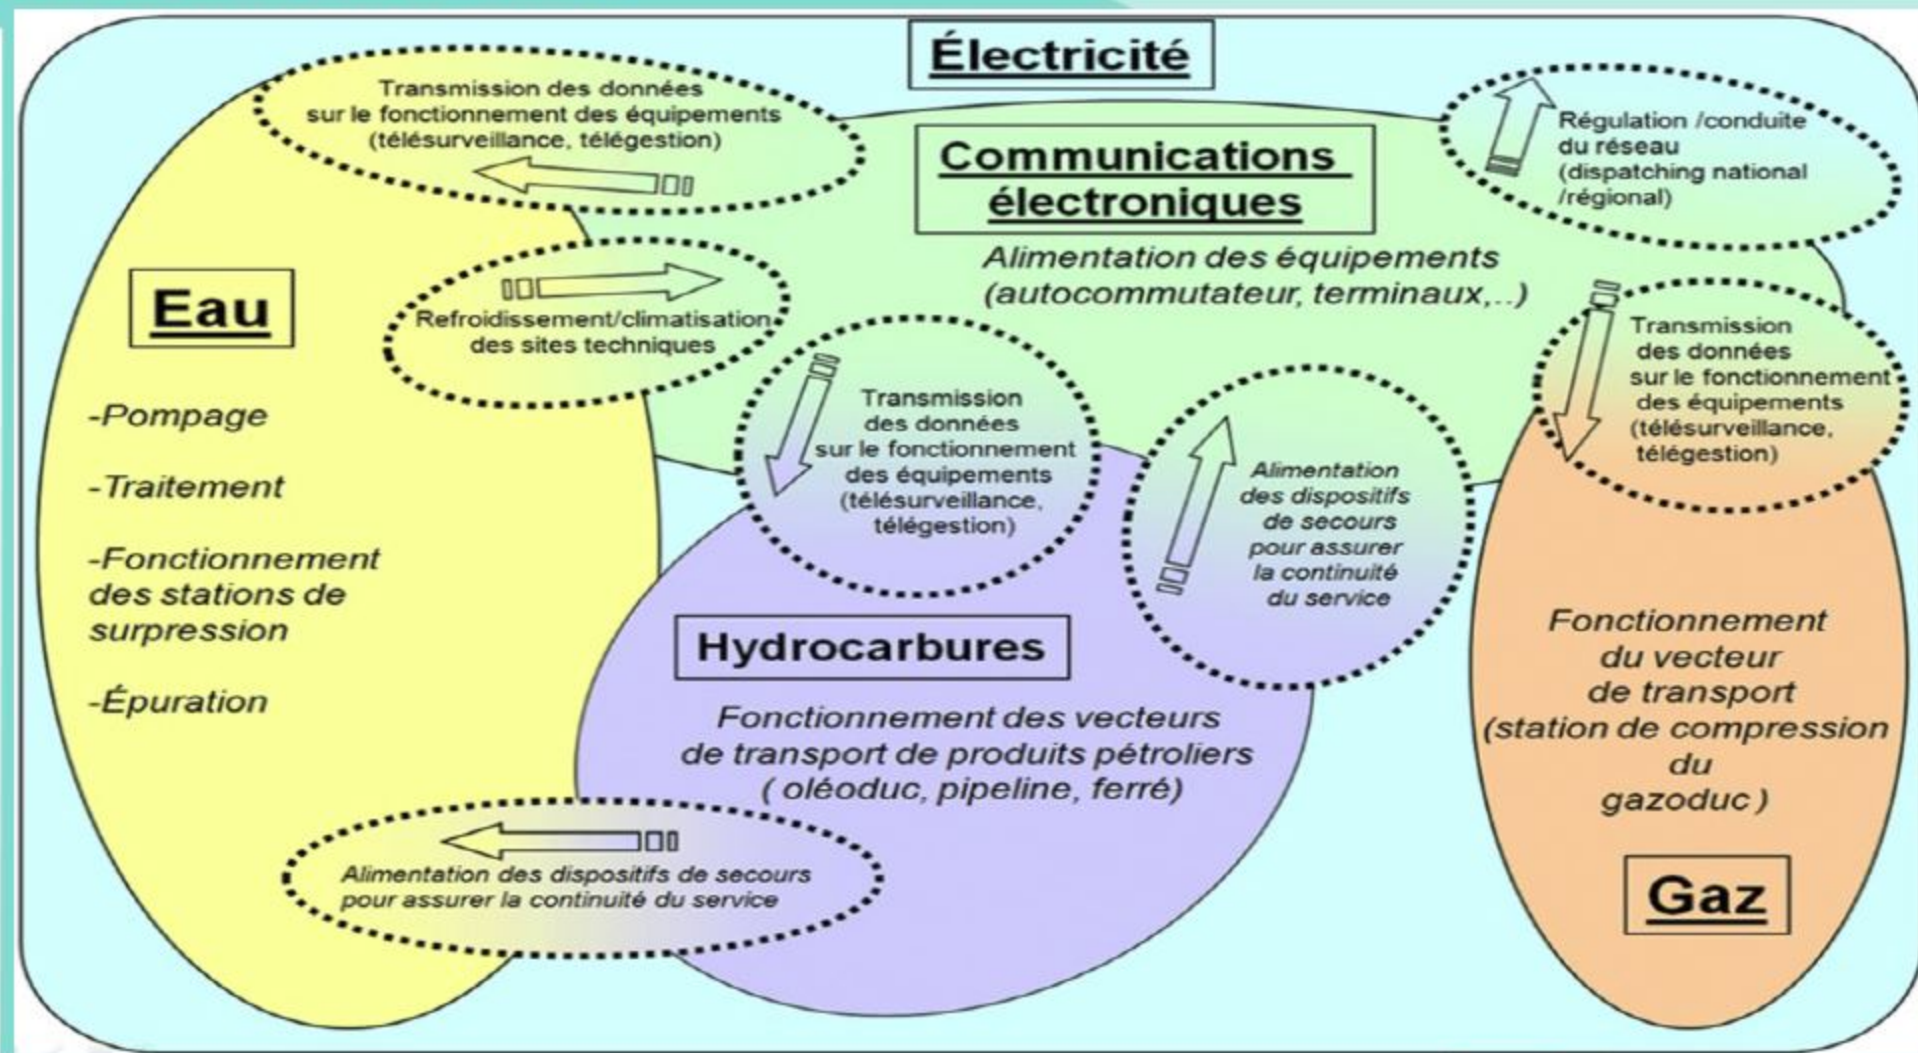 Électricité
Transmission des données
sur le fonctionnement des équipements
(télésurveillance, télégestion)
Communications
électroniques
Régulation /conduite
du réseau
(dispatching national
/régional)
Alimentation des équipements
(autocommutateur, terminaux,..)
Eau
Refroidissement/climatisation
des sites techniques
-Pompage
-Traitement
-Fonctionnement
des stations de
surpression
-Épuration
Transmission
des données
sur le fonctionnement
des équipements
(télésurveillance,
télégestion)
Alimentation
des dispositifs
de secours
pour assurer
la continuité
du service
Transmission
des données
sur le fonctionnement
des équipements
(télésurveillance,
télégestion)
Hydrocarbures
Fonctionnement des vecteurs
de transport de produits pétroliers
( oléoduc, pipeline, ferré)
Fonctionnement
du vecteur
de transport
(station de compression
du
gazoduc )
Gaz
Alimentation des dispositifs de secours
pour assurer la continuité du service